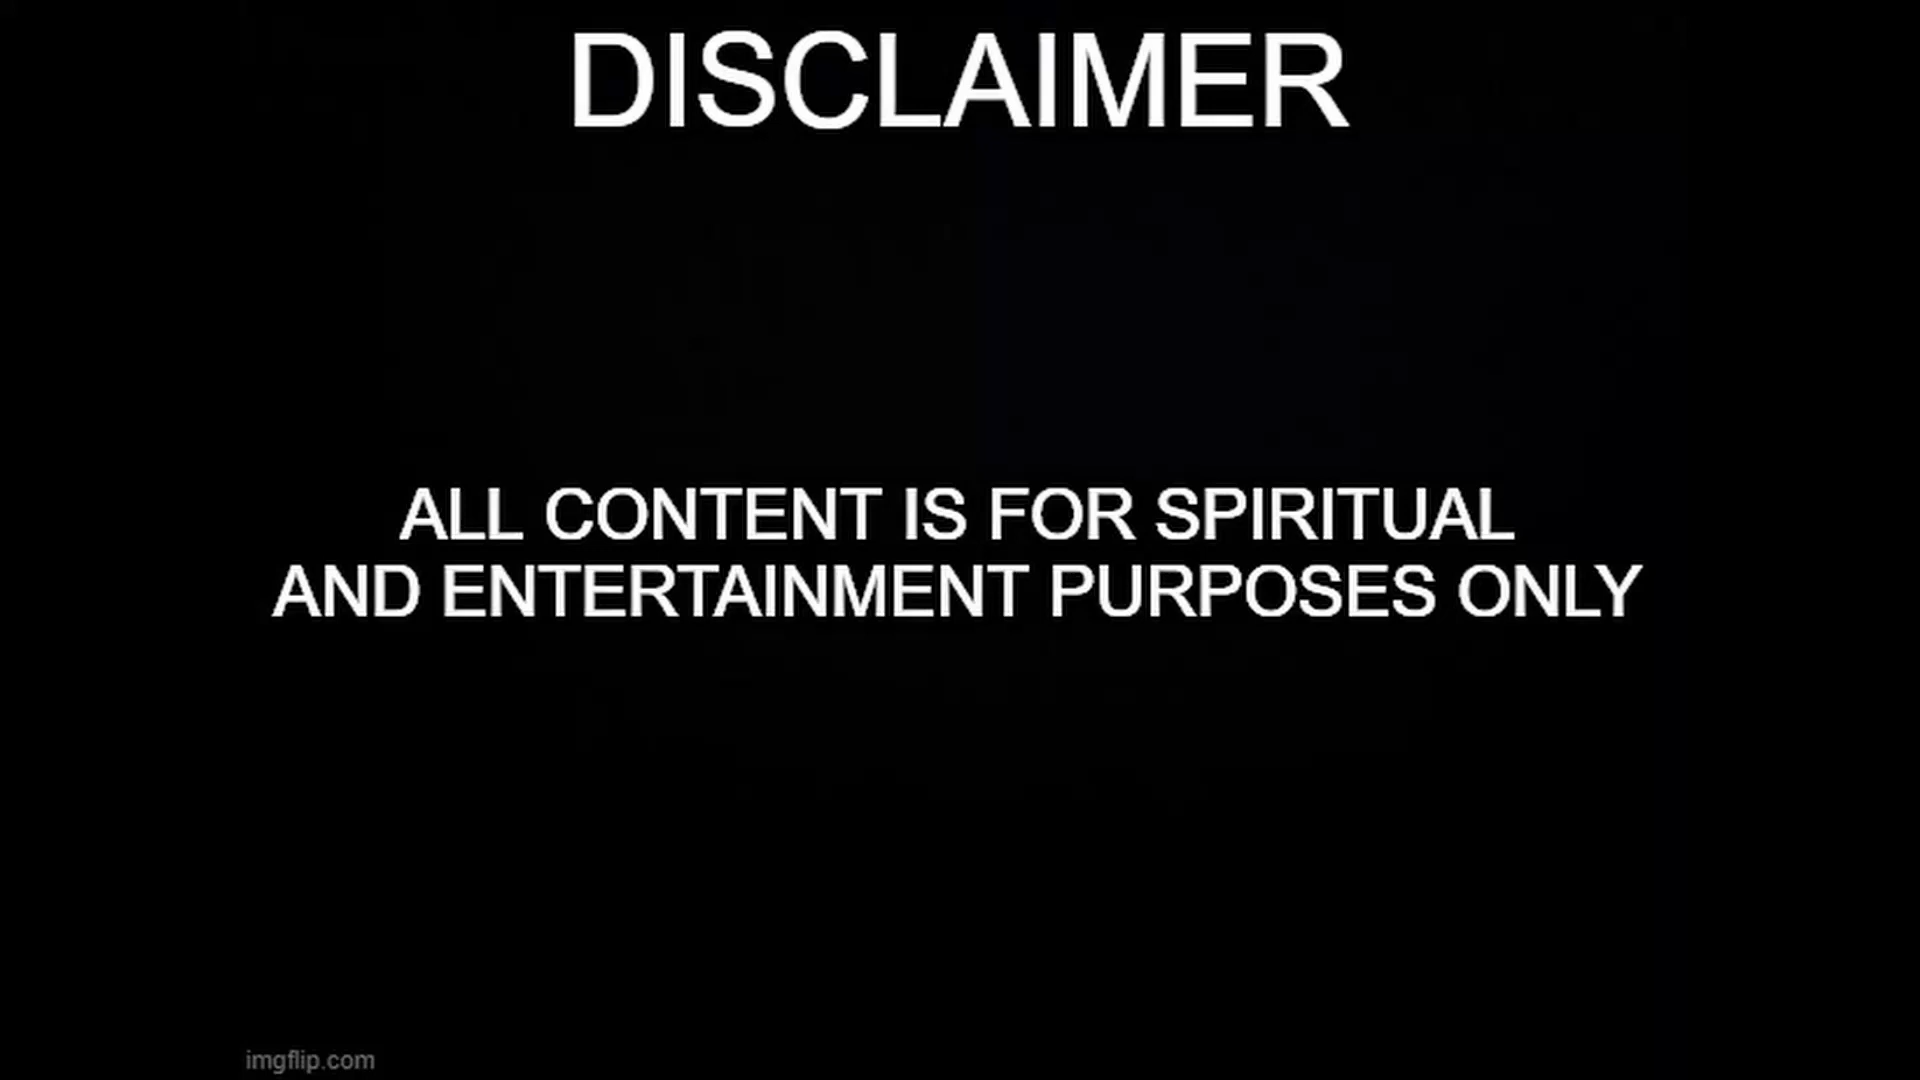 DISCLAIMER
ALL CONTENT IS FOR SPIRITUAL
AND ENTERTAINMENT PURPOSES ONLY
imgflip.com